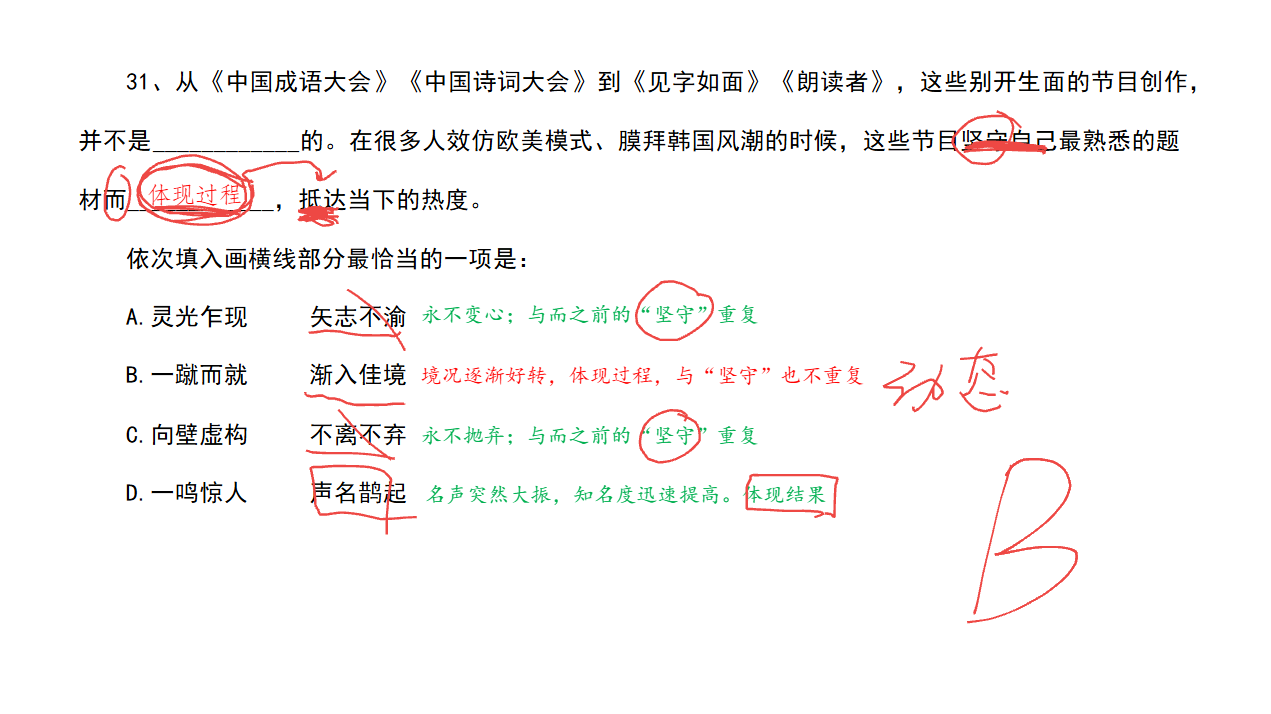 31、从《中国成语大会》《中国诗词大会》到《见字如面》《朗读者》，这些别开生面的节目创作，
并不是____________的。在很多人效仿欧美模式、膜拜韩国风潮的时候，这些节目坚守自己最熟悉的题
材而____________，抵达当下的热度。
体现过程
依次填入画横线部分最恰当的一项是：
A.灵光乍现 矢志不渝 永不变心；与而之前的“坚守”重复
B.一蹴而就 渐入佳境 境况逐渐好转，体现过程，与“坚守”也不重复 动态
C.向壁虚构 不离不弃 永不抛弃；与而之前的“坚守”重复
D.一鸣惊人 声名鹊起 名声突然大振，知名度迅速提高。体现结果
B